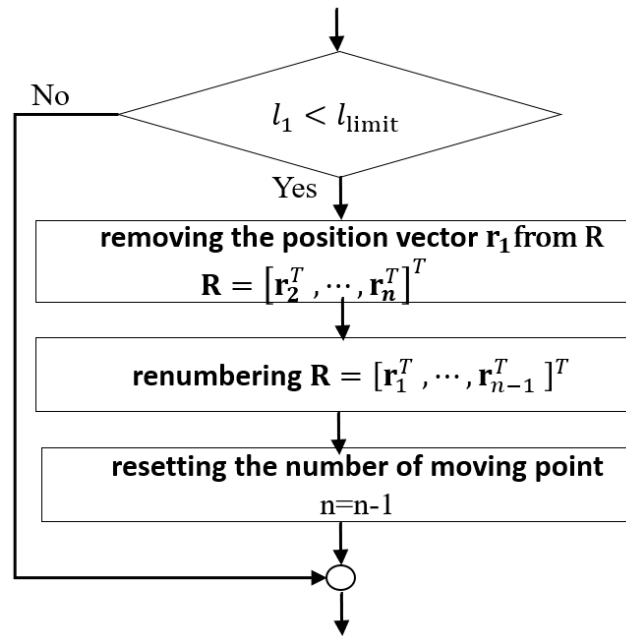 No
l₁ < l_limit
Yes
removing the position vector r₁ from R
R = [r₂ᵀ , ⋯ , rₙᵀ]ᵀ
renumbering R = [r₁ᵀ , ⋯ , rₙ₋₁ᵀ ]ᵀ
resetting the number of moving point
n=n-1